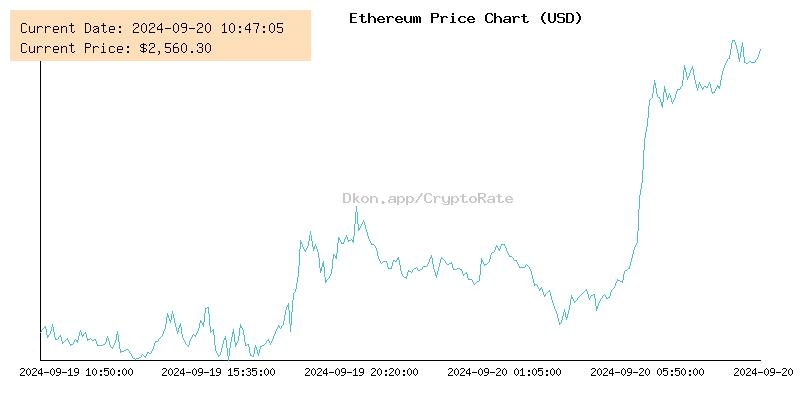 Ethereum Price Chart (USD)
Current Date: 2024-09-20 10:47:05
Current Price: $2,560.30
Dkon.app/CryptoRate
2024-09-19 10:50:00
2024-09-19 15:35:00
2024-09-19 20:20:00
2024-09-20 01:05:00
2024-09-20 05:50:00
2024-09-20